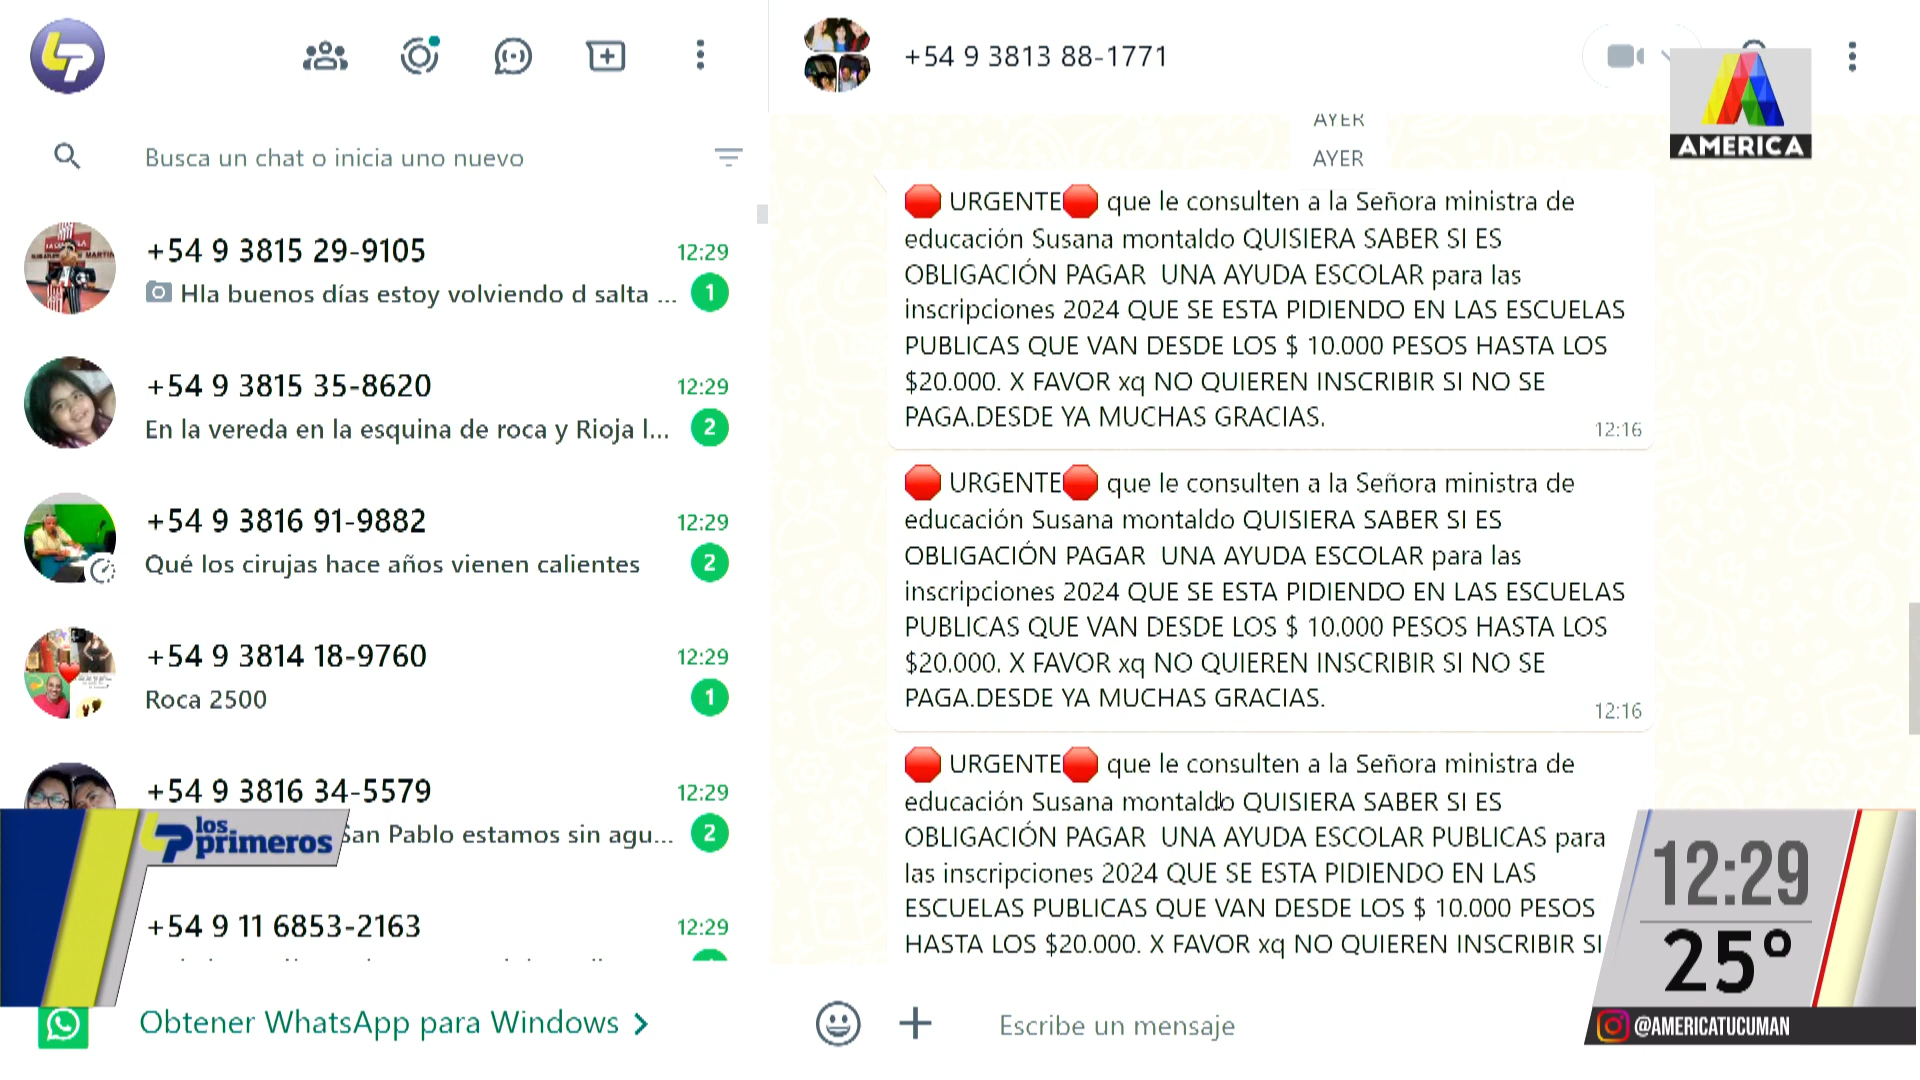 +54 9 3813 88-1771
AMERICA
Busca un chat o inicia uno nuevo
+54 9 3815 29-9105
12:29
Hla buenos días estoy volviendo d salta ...
1
+54 9 3815 35-8620
12:29
En la vereda en la esquina de roca y Rioja l...
2
+54 9 3816 91-9882
12:29
Qué los cirujas hace años vienen calientes
2
+54 9 3814 18-9760
12:29
Roca 2500
1
+54 9 3816 34-5579
12:29
San Pablo estamos sin agu...
2
+54 9 11 6853-2163
12:29
los primeros
Obtener WhatsApp para Windows
AYER
AYER
URGENTE que le consulten a la Señora ministra de
educación Susana montaldo QUISIERA SABER SI ES
OBLIGACIÓN PAGAR UNA AYUDA ESCOLAR para las
inscripciones 2024 QUE SE ESTA PIDIENDO EN LAS ESCUELAS
PUBLICAS QUE VAN DESDE LOS $ 10.000 PESOS HASTA LOS
$20.000. X FAVOR xq NO QUIEREN INSCRIBIR SI NO SE
PAGA.DESDE YA MUCHAS GRACIAS.
12:16
URGENTE que le consulten a la Señora ministra de
educación Susana montaldo QUISIERA SABER SI ES
OBLIGACIÓN PAGAR UNA AYUDA ESCOLAR para las
inscripciones 2024 QUE SE ESTA PIDIENDO EN LAS ESCUELAS
PUBLICAS QUE VAN DESDE LOS $ 10.000 PESOS HASTA LOS
$20.000. X FAVOR xq NO QUIEREN INSCRIBIR SI NO SE
PAGA.DESDE YA MUCHAS GRACIAS.
12:16
URGENTE que le consulten a la Señora ministra de
educación Susana montaldo QUISIERA SABER SI ES
OBLIGACIÓN PAGAR UNA AYUDA ESCOLAR PUBLICAS para
las inscripciones 2024 QUE SE ESTA PIDIENDO EN LAS
ESCUELAS PUBLICAS QUE VAN DESDE LOS $ 10.000 PESOS
HASTA LOS $20.000. X FAVOR xq NO QUIEREN INSCRIBIR SI
Escribe un mensaje
12:29
25°
@AMERICATUCUMAN